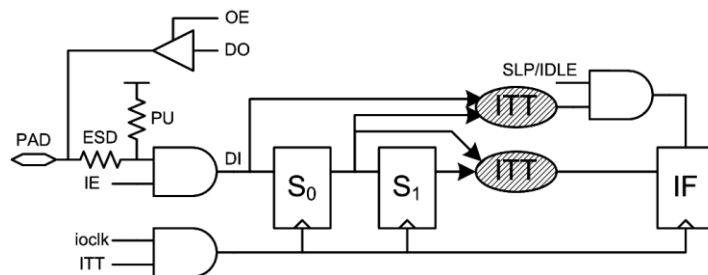 OE
DO
SLP/IDLE
ITT
PU
PAD
ESD
DI
IE
S0
S1
ITT
IF
ioclk
ITT